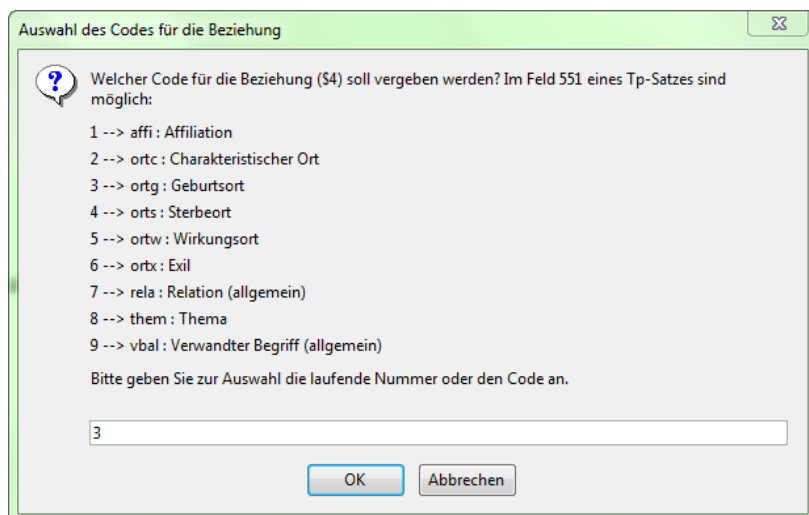 Auswahl des Codes für die Beziehung
Welcher Code für die Beziehung ($4) soll vergeben werden? Im Feld 551 eines Tp-Satzes sind
möglich:
1 --> affi : Affiliation
2 --> ortc : Charakteristischer Ort
3 --> ortg : Geburtsort
4 --> orts : Sterbeort
5 --> ortw : Wirkungsort
6 --> ortx : Exil
7 --> rela : Relation (allgemein)
8 --> them : Thema
9 --> vbal : Verwandter Begriff (allgemein)
Bitte geben Sie zur Auswahl die laufende Nummer oder den Code an.
3
OK Abbrechen